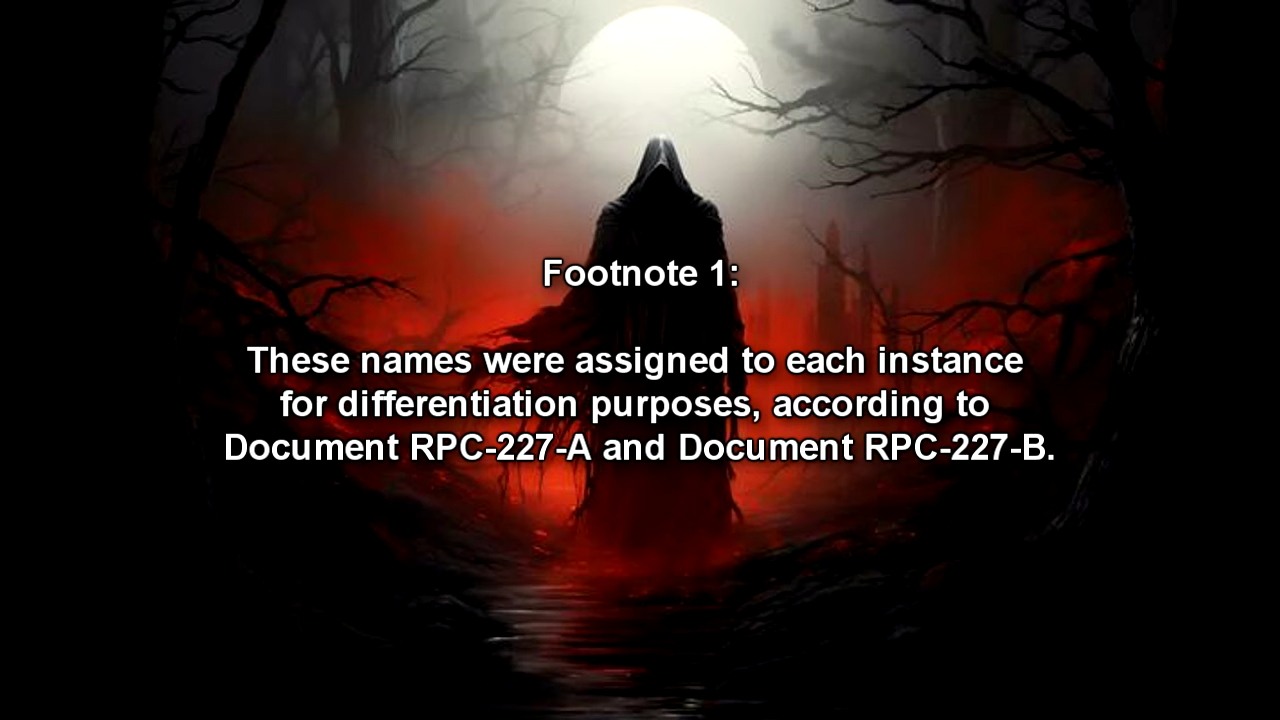 Footnote 1:
These names were assigned to each instance
for differentiation purposes, according to
Document RPC-227-A and Document RPC-227-B.